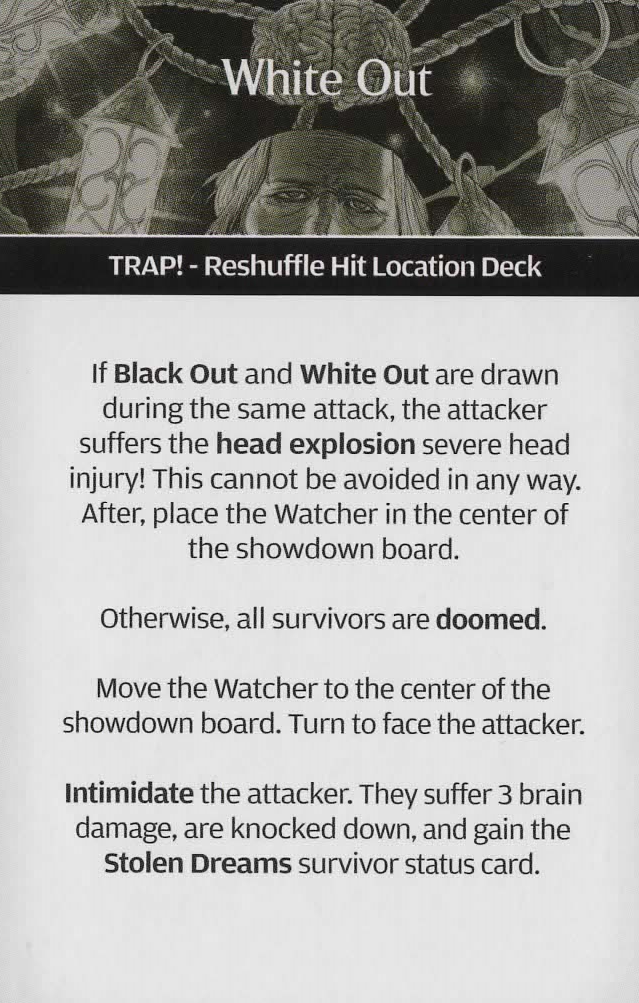 White Out
TRAP! - Reshuffle Hit Location Deck
If Black Out and White Out are drawn
during the same attack, the attacker
suffers the head explosion severe head
injury! This cannot be avoided in any way.
After, place the Watcher in the center of
the showdown board.
Otherwise, all survivors are doomed.
Move the Watcher to the center of the
showdown board. Turn to face the attacker.
Intimidate the attacker. They suffer 3 brain
damage, are knocked down, and gain the
Stolen Dreams survivor status card.